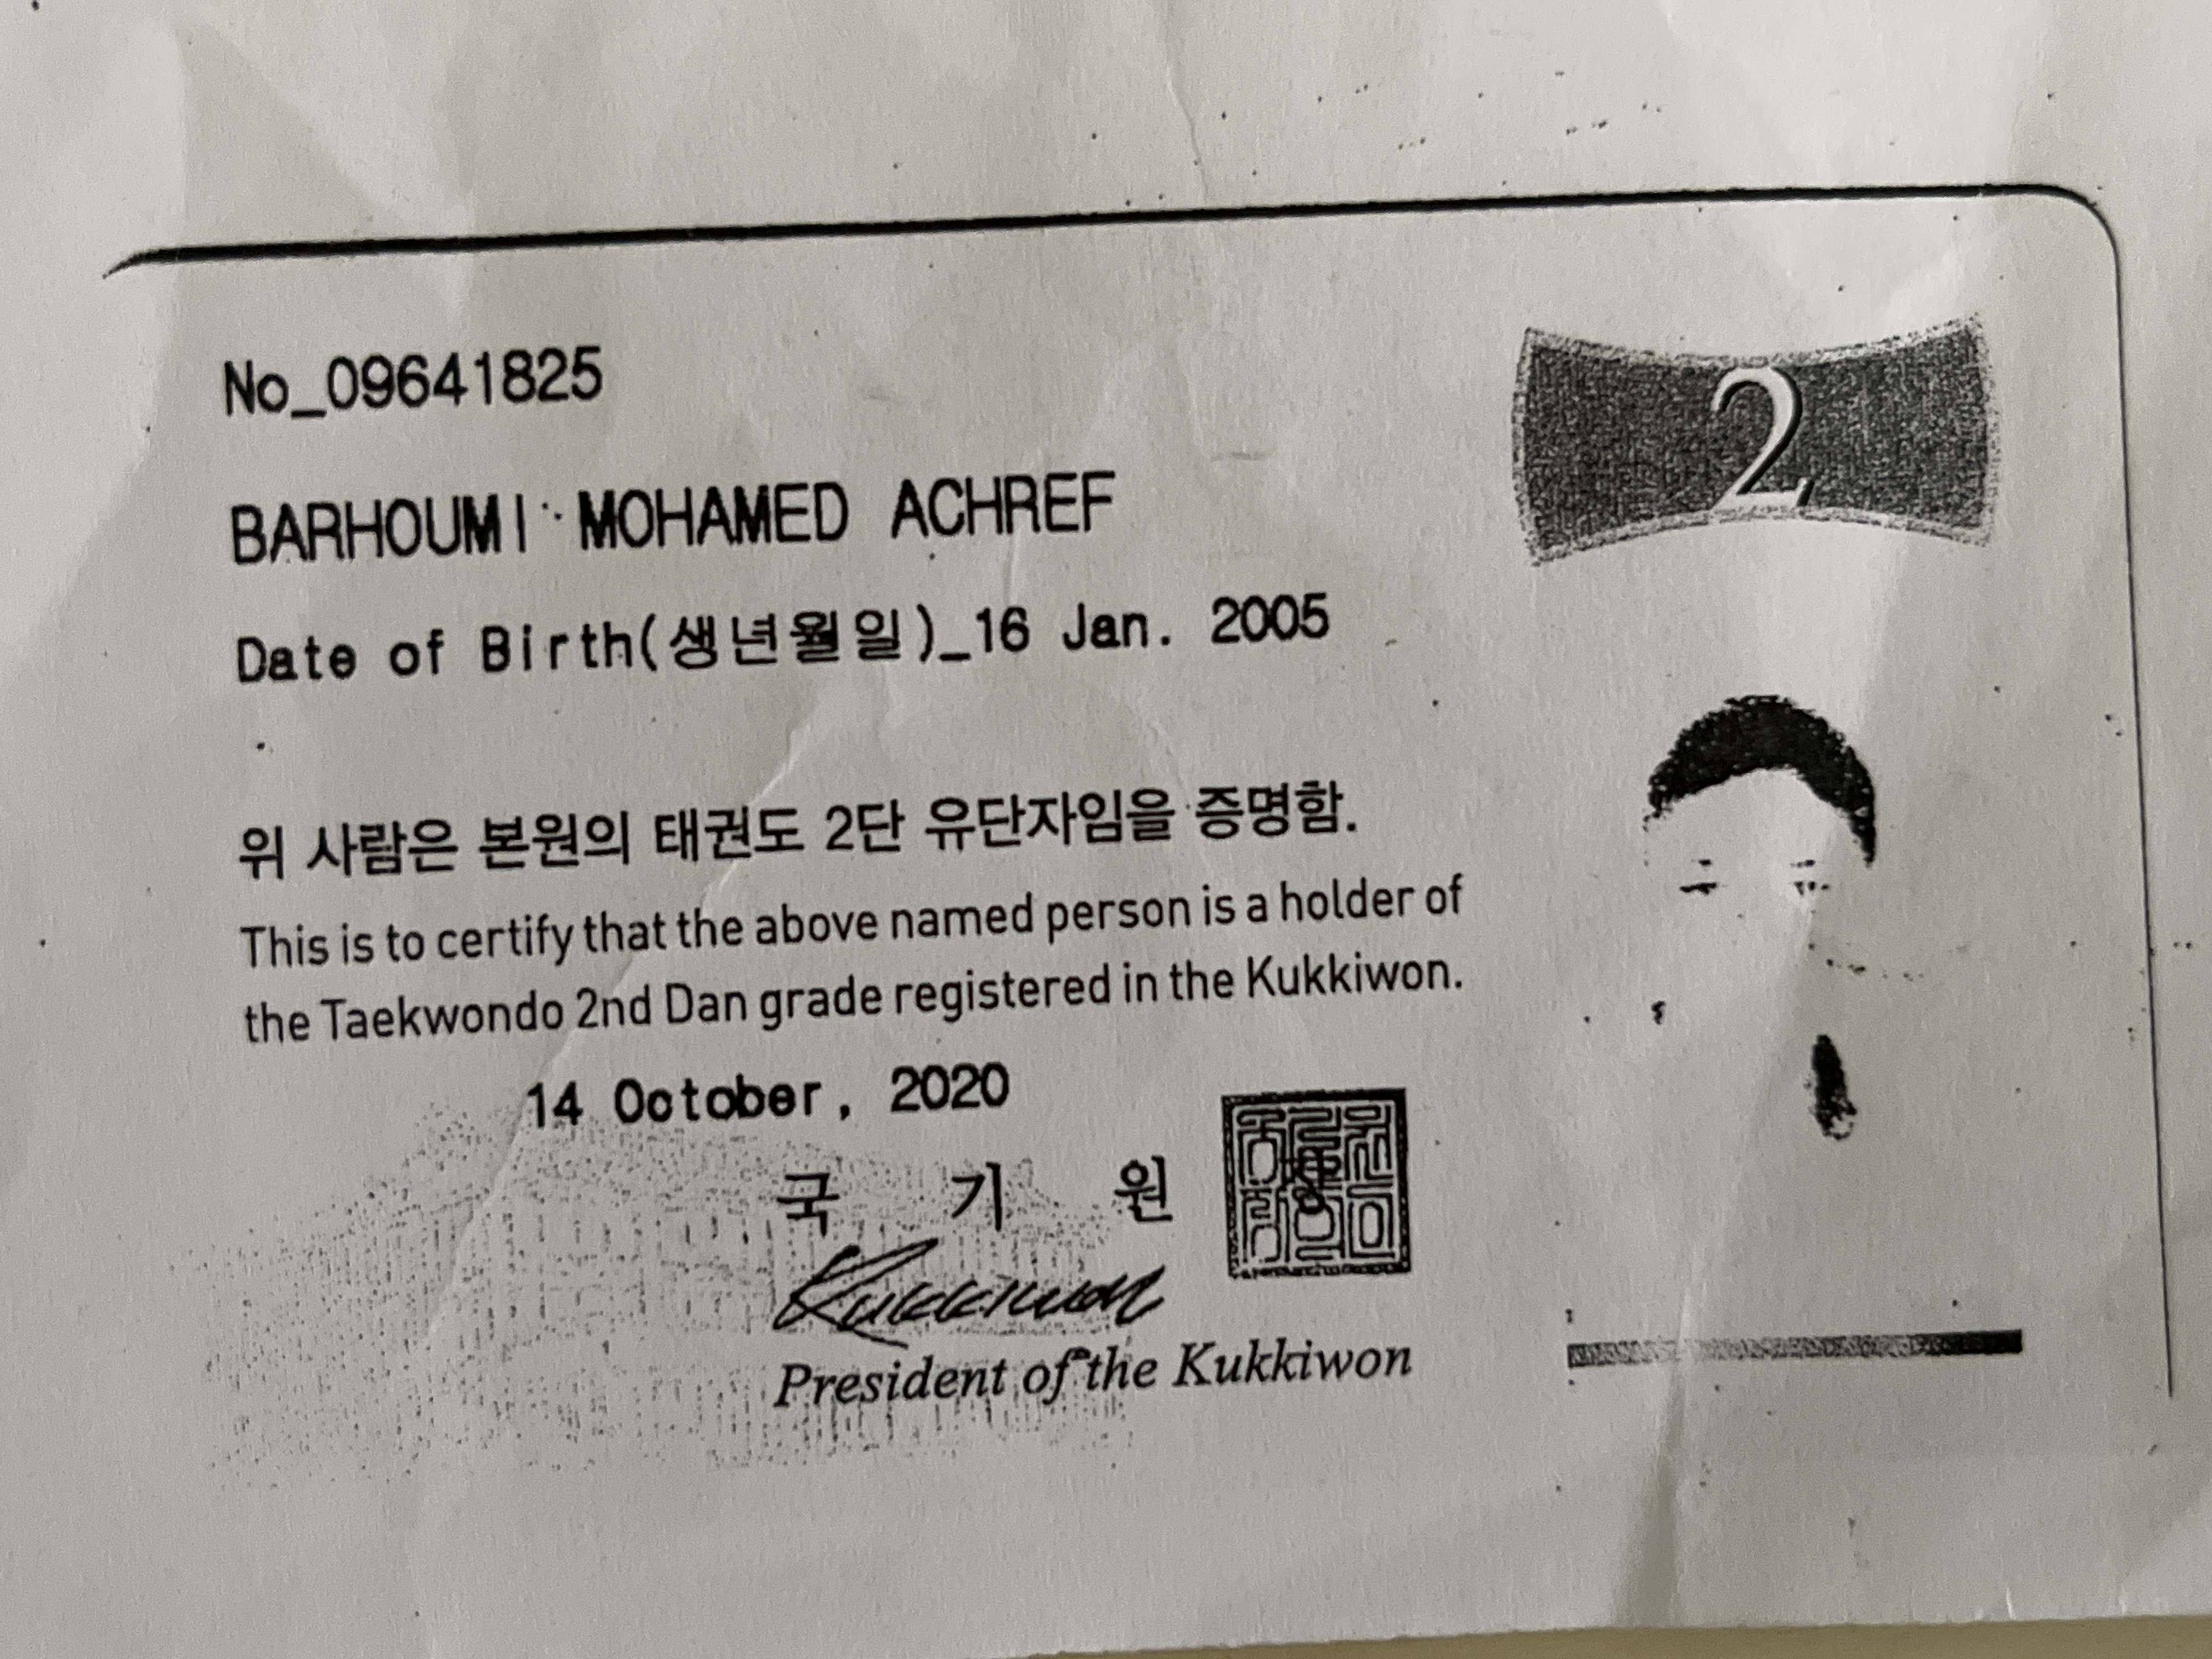 No_09641825
2
BARHOUMI MOHAMED ACHREF
Date of Birth(생년월일)_16 Jan. 2005
위 사람은 본원의 태권도 2단 유단자임을 증명함.
This is to certify that the above named person is a holder of
the Taekwondo 2nd Dan grade registered in the Kukkiwon.
14 October, 2020
국 기 원
Kukkiwon
President of the Kukkiwon